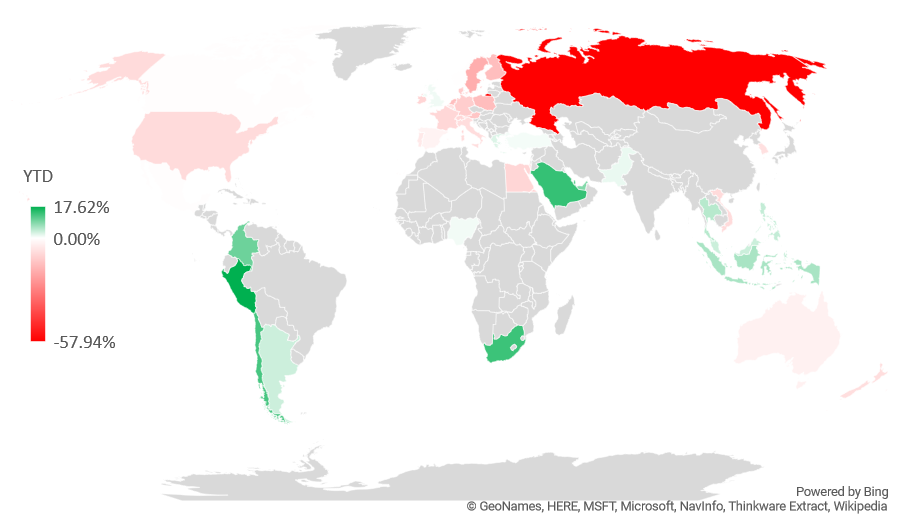 YTD
17.62%
0.00%
-57.94%
Powered by Bing
© GeoNames, HERE, MSFT, Microsoft, NavInfo, Thinkware Extract, Wikipedia